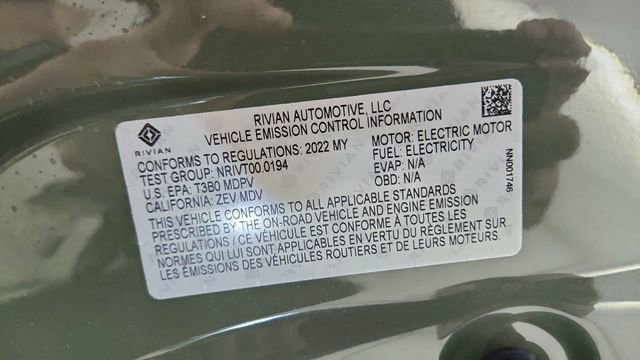 RIVIAN AUTOMOTIVE, LLC
VEHICLE EMISSION CONTROL INFORMATION
RIVIAN
CONFORMS TO REGULATIONS: 2022 MY
TEST GROUP: NRIVT00.0194
U.S. EPA: T3B0 MDPV
CALIFORNIA: ZEV MDV
MOTOR: ELECTRIC MOTOR
FUEL: ELECTRICITY
EVAP: N/A
OBD: N/A
NN001746
THIS VEHICLE CONFORMS TO ALL APPLICABLE STANDARDS
PRESCRIBED BY THE ON-ROAD VEHICLE AND ENGINE EMISSION
REGULATIONS / CE VÉHICULE EST CONFORME À TOUTES LES
NORMES QUI LUI SONT APPLICABLES EN VERTU DU RÈGLEMENT SUR
LES ÉMISSIONS DES VÉHICULES ROUTIERS ET DE LEURS MOTEURS.